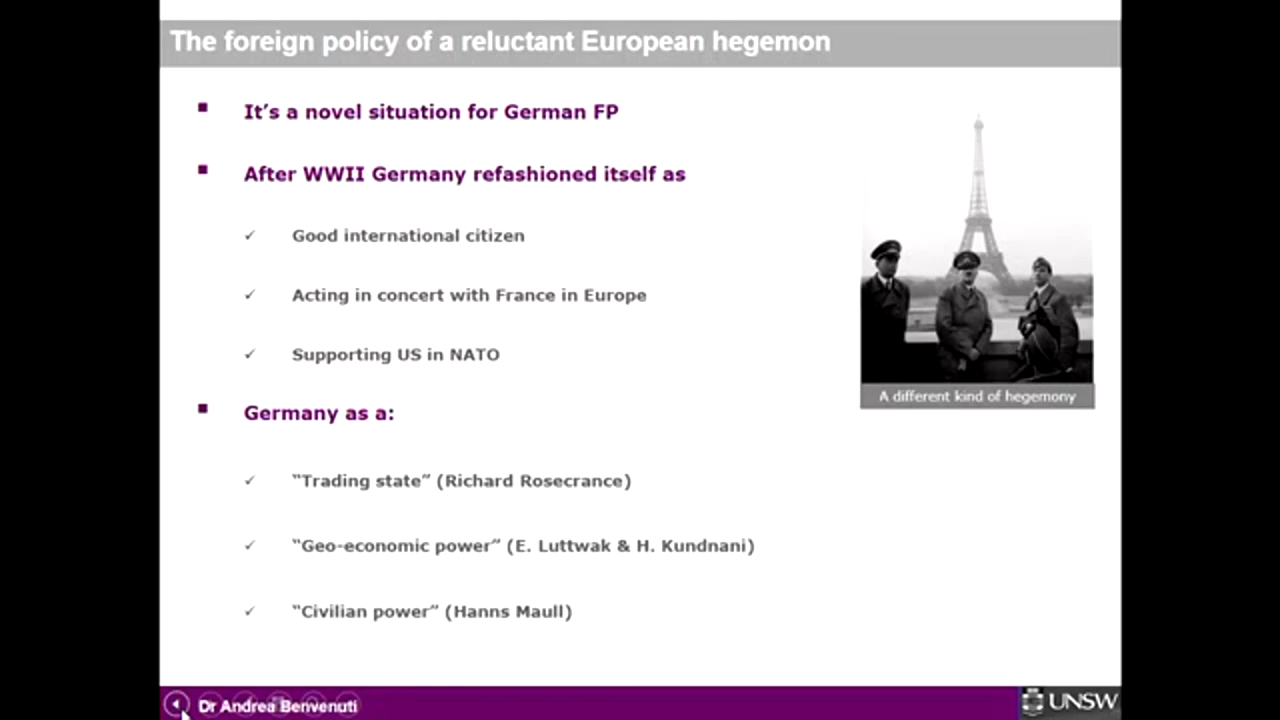 The foreign policy of a reluctant European hegemon
It’s a novel situation for German FP
After WWII Germany refashioned itself as
Good international citizen
Acting in concert with France in Europe
Supporting US in NATO
A different kind of hegemony
Germany as a:
“Trading state” (Richard Rosecrance)
“Geo-economic power” (E. Luttwak & H. Kundnani)
“Civilian power” (Hanns Maull)
Dr Andrea Benvenuti
UNSW